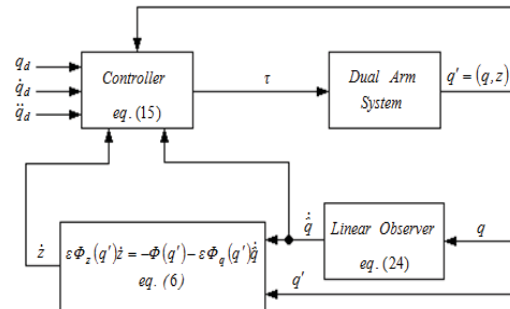 q_d
q̇_d
q̈_d
Controller
eq.(15)
τ
Dual Arm
System
q' = (q, z)
ż
εΦ_z(q')ż = −Φ(q') − εΦ_q(q')q̇̂
eq. (6)
q̇̂
Linear Observer
eq.(24)
q
q'